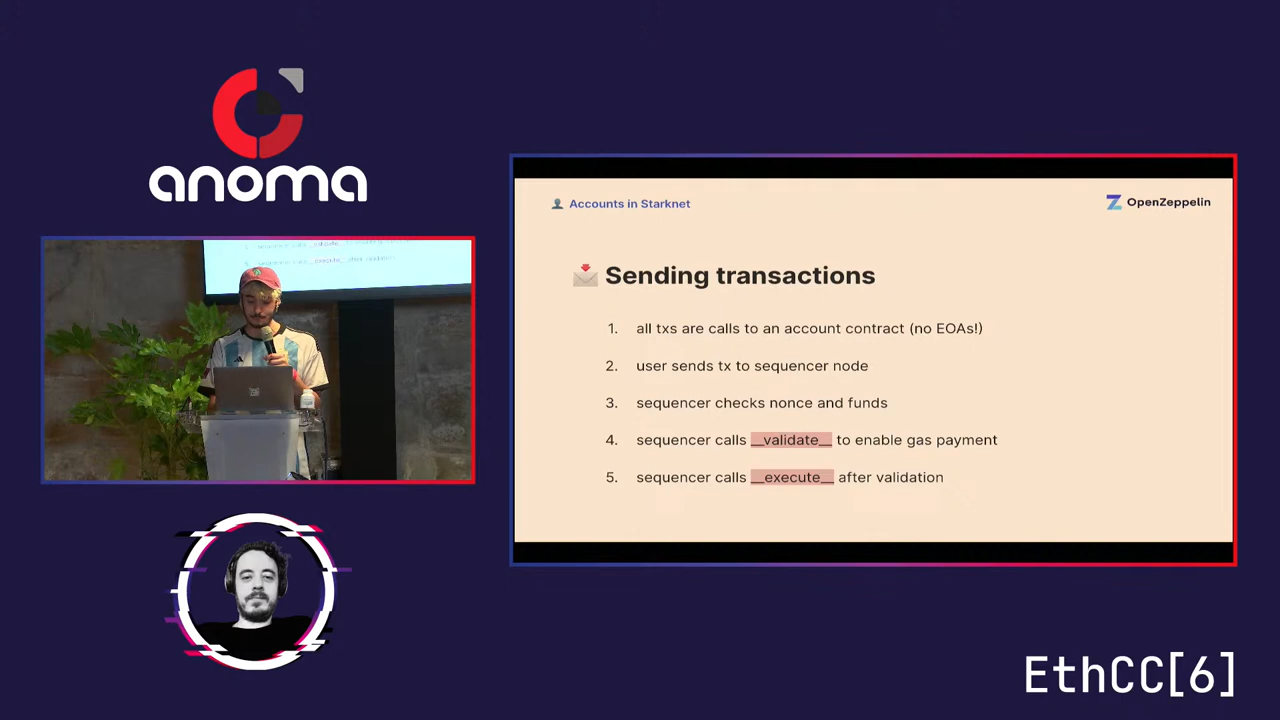 anoma
Accounts in Starknet
OpenZeppelin
Sending transactions
1. all txs are calls to an account contract (no EOAs!)
2. user sends tx to sequencer node
3. sequencer checks nonce and funds
4. sequencer calls __validate__ to enable gas payment
5. sequencer calls __execute__ after validation
EthCC[6]